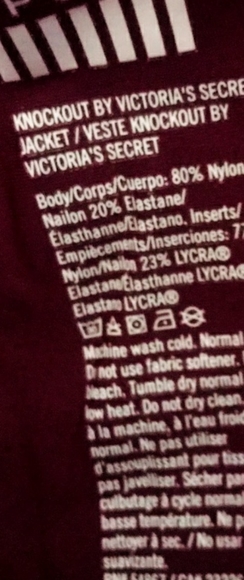 KNOCKOUT BY VICTORIA'S SECRE
JACKET / VESTE KNOCKOUT BY
VICTORIA'S SECRET
Body/Corps/Cuerpo: 80% Nylon
Nailon 20% Elastane/
Élasthanne/Elastano. Inserts/
Empiècements/Inserciones: 77
Nylon/Nailon 23% LYCRA®
Elastane/Élasthanne LYCRA®
Elastano LYCRA®
Machine wash cold. Normal
D not use fabric softener.
leach. Tumble dry normal
low heat. Do not dry clean.
à la machine, à l'eau froid
normal. Ne pas utiliser
d'assouplissant pour tiss
pas javelliser. Sécher par
culbutage à cycle norma
basse température. Ne p
nettoyer à sec. / No usar
suavizante.